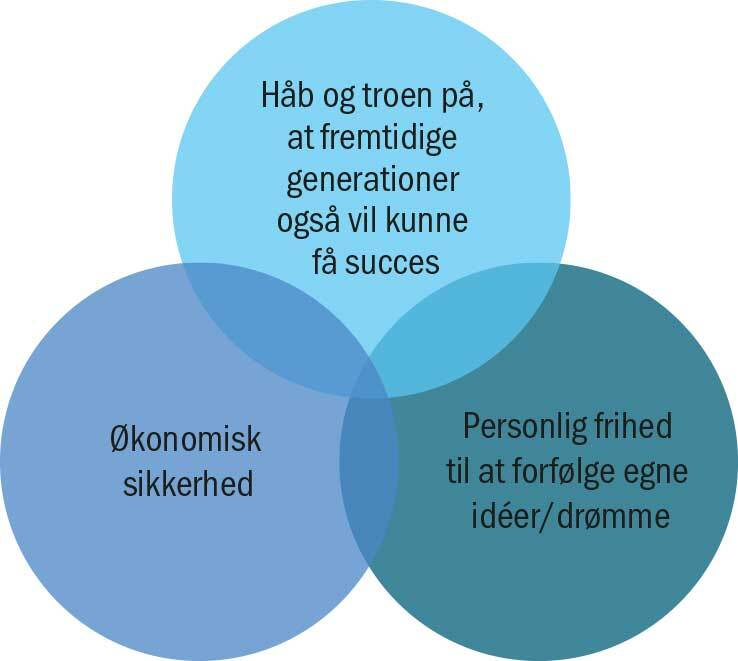 Håb og troen på,
at fremtidige
generationer
også vil kunne
få succes
Økonomisk
sikkerhed
Personlig frihed
til at forfølge egne
idéer/drømme